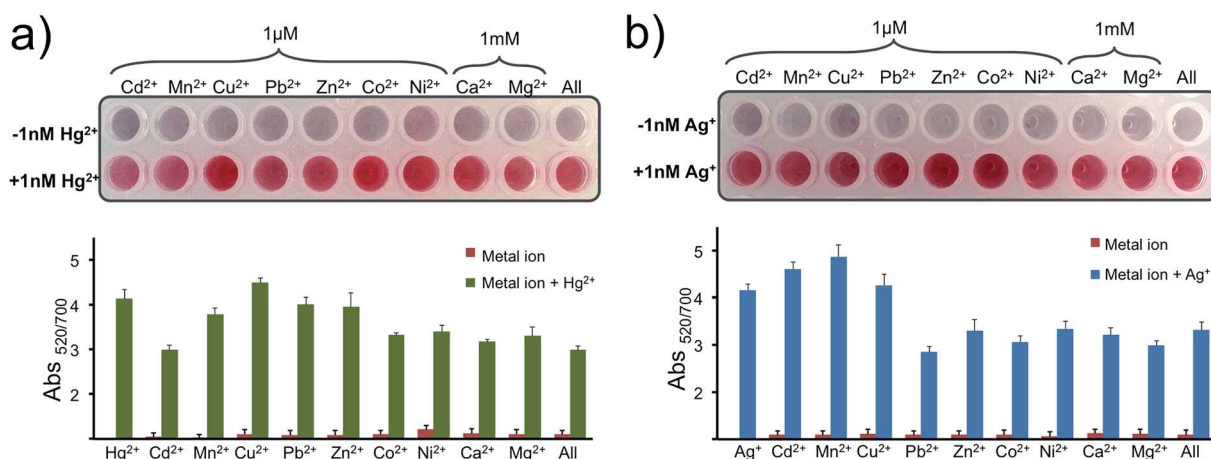 a)
1µM
1mM
Cd²⁺ Mn²⁺ Cu²⁺ Pb²⁺ Zn²⁺ Co²⁺ Ni²⁺ Ca²⁺ Mg²⁺ All
-1nM Hg²⁺
+1nM Hg²⁺
5
3
2
Abs 520/700
Metal ion
Metal ion + Hg²⁺
Hg²⁺ Cd²⁺ Mn²⁺ Cu²⁺ Pb²⁺ Zn²⁺ Co²⁺ Ni²⁺ Ca²⁺ Mg²⁺ All
b)
1µM
1mM
Cd²⁺ Mn²⁺ Cu²⁺ Pb²⁺ Zn²⁺ Co²⁺ Ni²⁺ Ca²⁺ Mg²⁺ All
-1nM Ag⁺
+1nM Ag⁺
5
4
3
2
Abs 520/700
Metal ion
Metal ion + Ag⁺
Ag⁺ Cd²⁺ Mn²⁺ Cu²⁺ Pb²⁺ Zn²⁺ Co²⁺ Ni²⁺ Ca²⁺ Mg²⁺ All